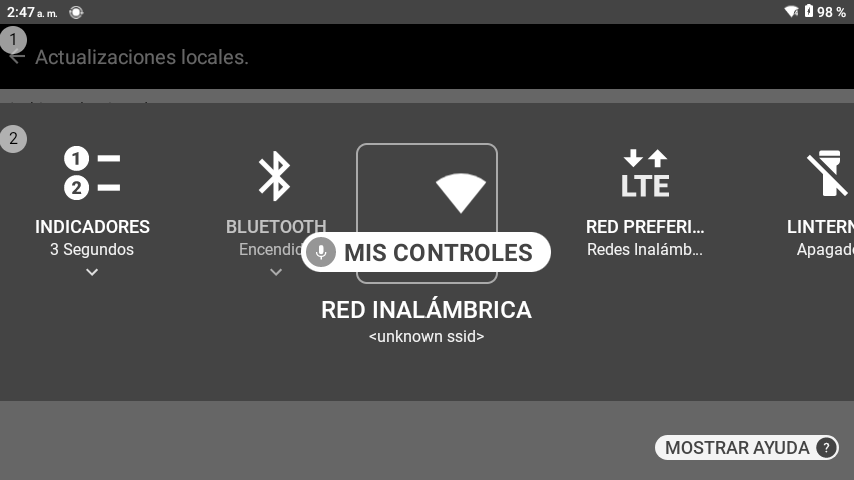 2:47 a. m.
98 %
1
Actualizaciones locales.
2
1
2
LTE
INDICADORES
3 Segundos
BLUETOOTH
Encendid
MIS CONTROLES
RED INALÁMBRICA
<unknown ssid>
RED PREFERI...
Redes Inalámb...
LINTERN
Apagado
MOSTRAR AYUDA ?